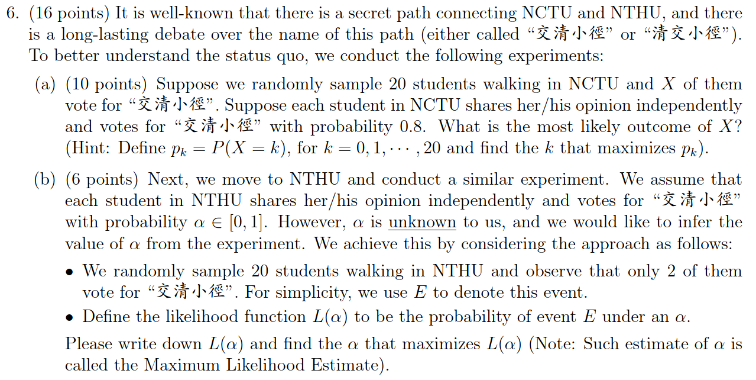 6. (16 points) It is well-known that there is a secret path connecting NCTU and NTHU, and there
is a long-lasting debate over the name of this path (either called “交清小徑” or “清交小徑”).
To better understand the status quo, we conduct the following experiments:
(a) (10 points) Suppose we randomly sample 20 students walking in NCTU and X of them
vote for “交清小徑”. Suppose each student in NCTU shares her/his opinion independently
and votes for “交清小徑” with probability 0.8. What is the most likely outcome of X?
(Hint: Define pₖ = P(X = k), for k = 0, 1, ⋯ , 20 and find the k that maximizes pₖ).
(b) (6 points) Next, we move to NTHU and conduct a similar experiment. We assume that
each student in NTHU shares her/his opinion independently and votes for “交清小徑”
with probability α ∈ [0, 1]. However, α is unknown to us, and we would like to infer the
value of α from the experiment. We achieve this by considering the approach as follows:
• We randomly sample 20 students walking in NTHU and observe that only 2 of them
vote for “交清小徑”. For simplicity, we use E to denote this event.
• Define the likelihood function L(α) to be the probability of event E under an α.
Please write down L(α) and find the α that maximizes L(α) (Note: Such estimate of α is
called the Maximum Likelihood Estimate).